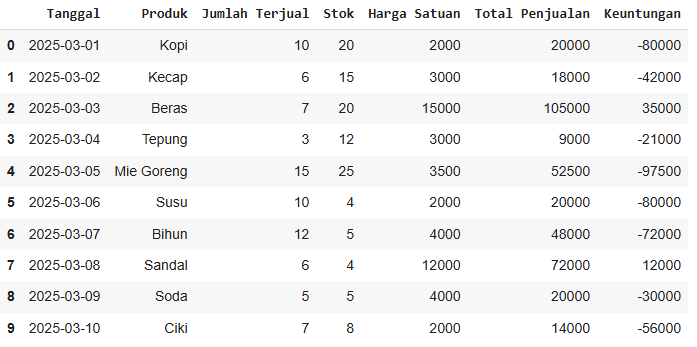 Tanggal Produk Jumlah Terjual Stok Harga Satuan Total Penjualan Keuntungan
0 2025-03-01 Kopi 10 20 2000 20000 -80000
1 2025-03-02 Kecap 6 15 3000 18000 -42000
2 2025-03-03 Beras 7 20 15000 105000 35000
3 2025-03-04 Tepung 3 12 3000 9000 -21000
4 2025-03-05 Mie Goreng 15 25 3500 52500 -97500
5 2025-03-06 Susu 10 4 2000 20000 -80000
6 2025-03-07 Bihun 12 5 4000 48000 -72000
7 2025-03-08 Sandal 6 4 12000 72000 12000
8 2025-03-09 Soda 5 5 4000 20000 -30000
9 2025-03-10 Ciki 7 8 2000 14000 -56000